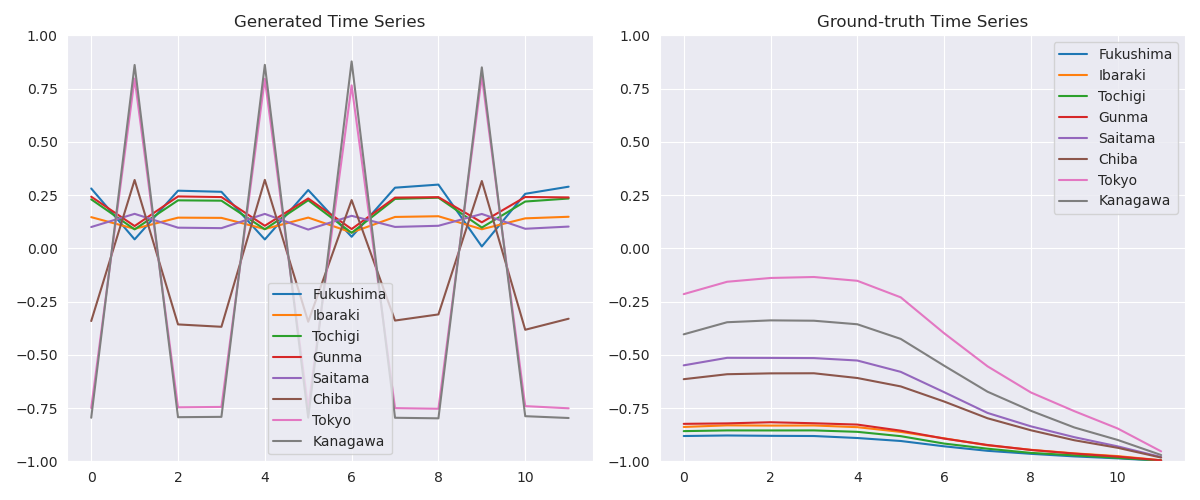 Generated Time Series
1.00
0.75
0.50
0.25
0.00
−0.25
−0.50
−0.75
−1.00
0 2 4 6 8 10
Fukushima
Ibaraki
Tochigi
Gunma
Saitama
Chiba
Tokyo
Kanagawa
Ground-truth Time Series
1.00
0.75
0.50
0.25
0.00
−0.25
−0.50
−0.75
−1.00
0 2 4 6 8 10
Fukushima
Ibaraki
Tochigi
Gunma
Saitama
Chiba
Tokyo
Kanagawa